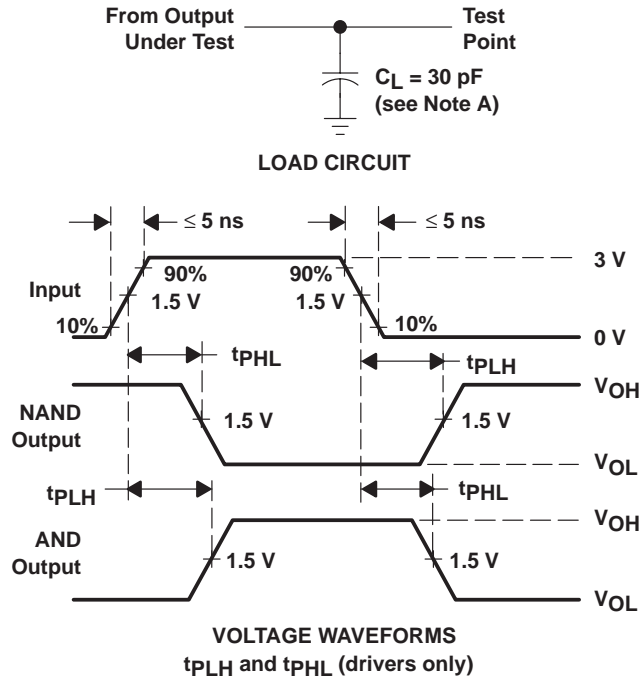 From Output
Under Test
Test
Point
CL = 30 pF
(see Note A)
LOAD CIRCUIT
≤ 5 ns
≤ 5 ns
3 V
90%
90%
Input
1.5 V
1.5 V
10%
10%
0 V
tPHL
tPLH
VOH
NAND
Output
1.5 V
1.5 V
VOL
tPLH
tPHL
VOH
AND
Output
1.5 V
1.5 V
VOL
VOLTAGE WAVEFORMS
tPLH and tPHL (drivers only)